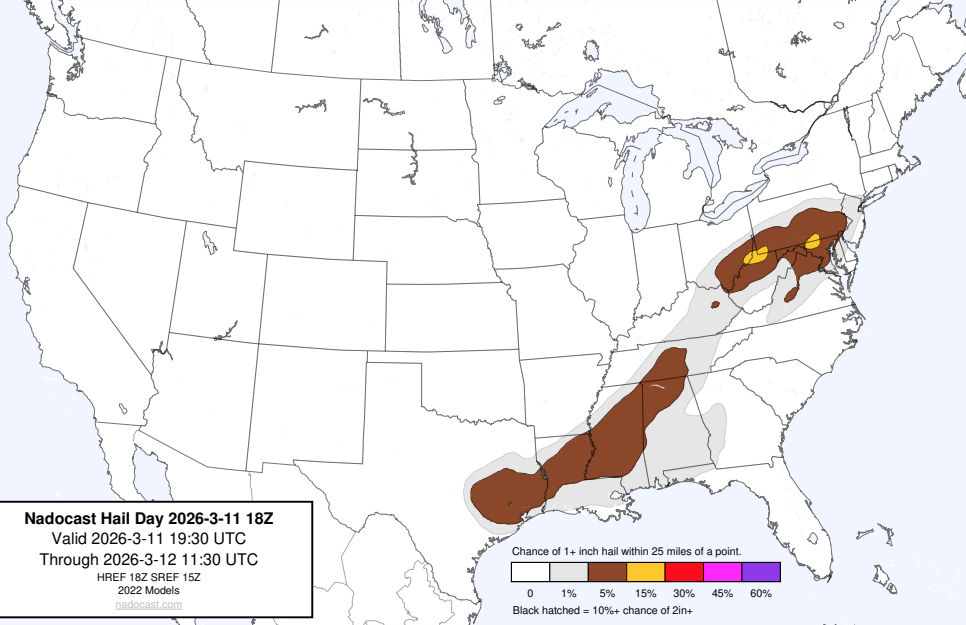 Nadocast Hail Day 2026-3-11 18Z
Valid 2026-3-11 19:30 UTC
Through 2026-3-12 11:30 UTC
HREF 18Z SREF 15Z
2022 Models
nadocast.com
Chance of 1+ inch hail within 25 miles of a point.
0 1% 5% 15% 30% 45% 60%
Black hatched = 10%+ chance of 2in+